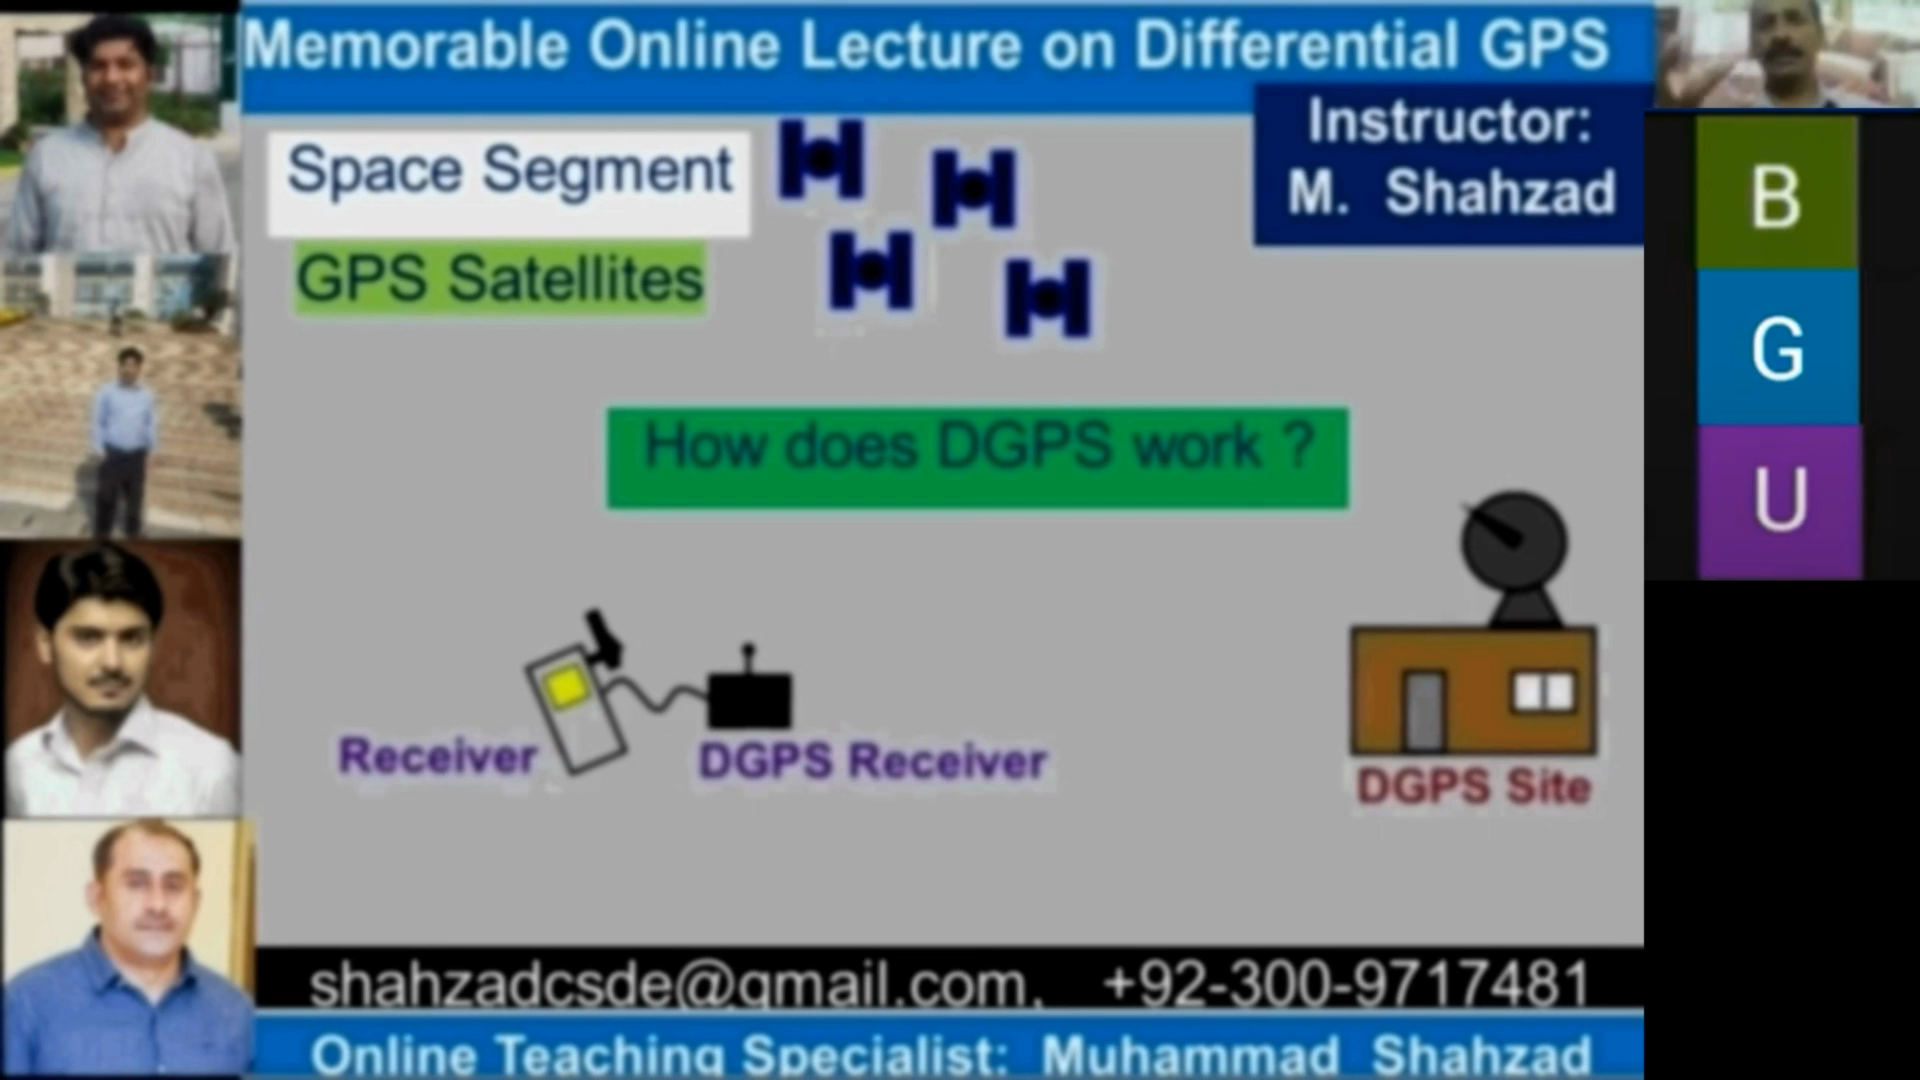 Memorable Online Lecture on Differential GPS
Instructor:
M. Shahzad
Space Segment
GPS Satellites
How does DGPS work ?
Receiver
DGPS Receiver
DGPS Site
B
G
U
shahzadcsde@gmail.com, +92-300-9717481
Online Teaching Specialist: Muhammad Shahzad